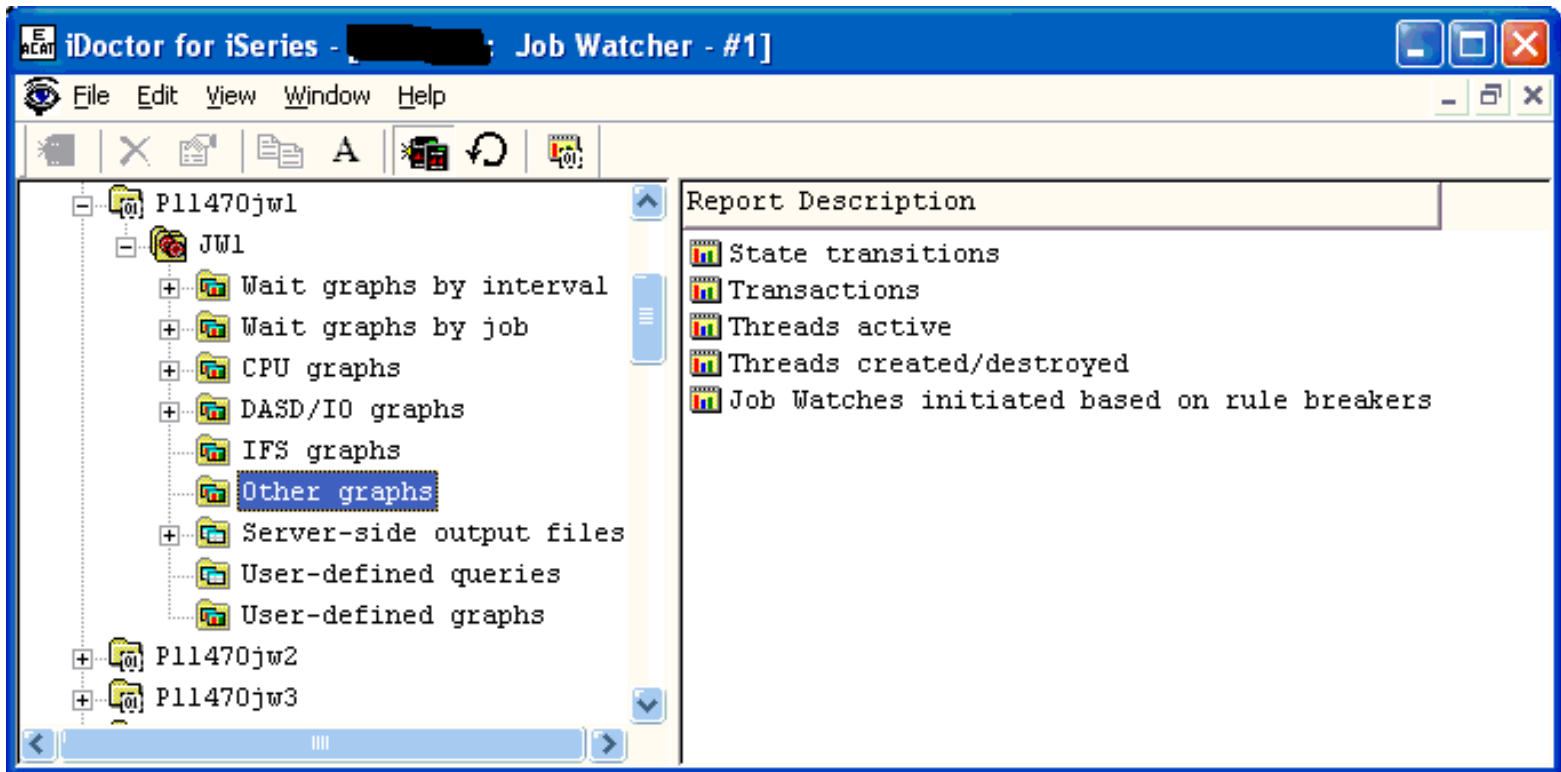 iDoctor for iSeries - [ : Job Watcher - #1]
File Edit View Window Help
A
P11470jw1
JW1
Wait graphs by interval
Wait graphs by job
CPU graphs
DASD/IO graphs
IFS graphs
Other graphs
Server-side output files
User-defined queries
User-defined graphs
P11470jw2
P11470jw3
Report Description
State transitions
Transactions
Threads active
Threads created/destroyed
Job Watches initiated based on rule breakers